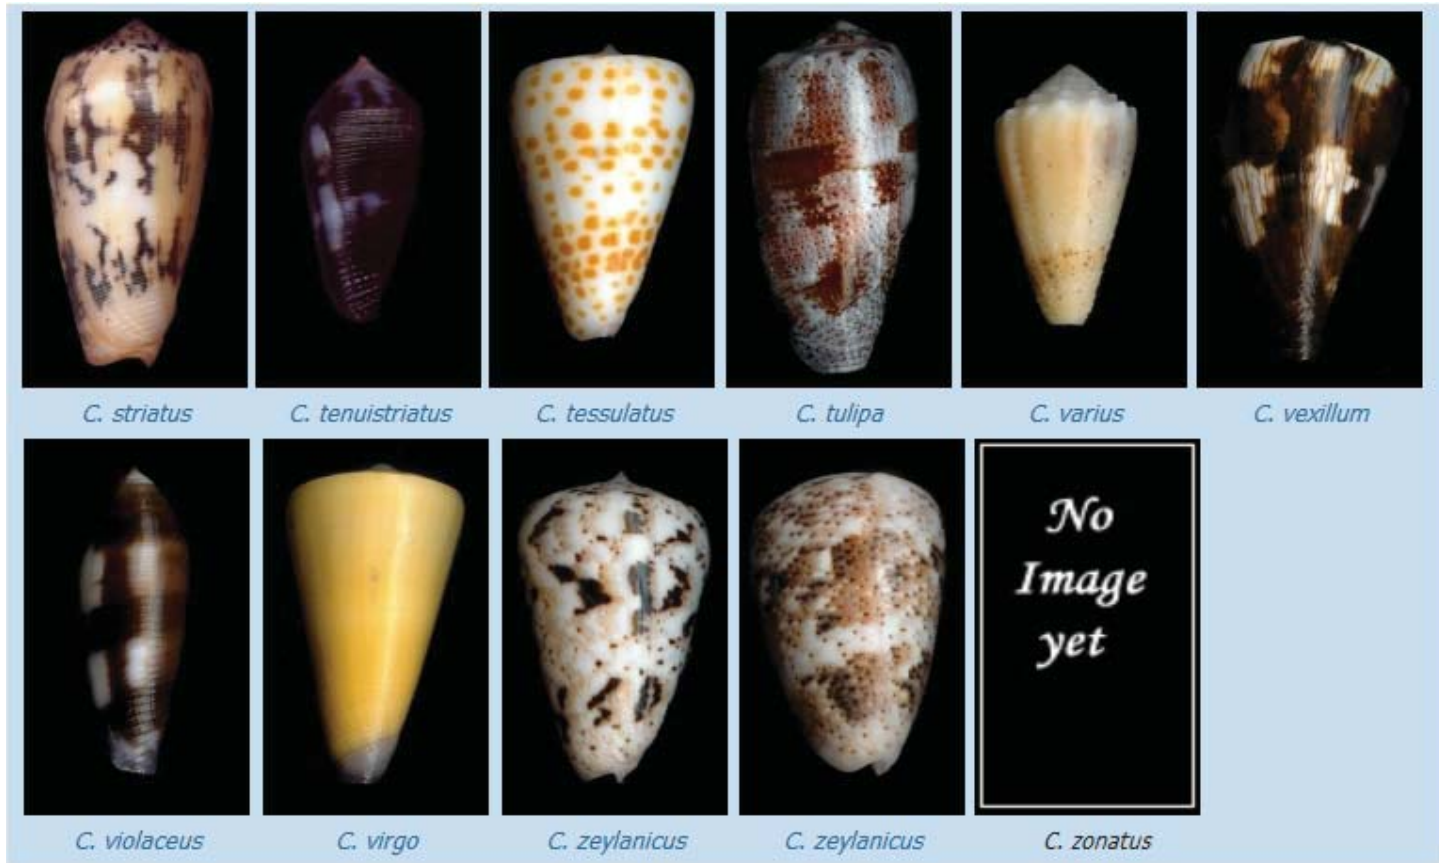 C. striatus
C. tenuistriatus
C. tessulatus
C. tulipa
C. varius
C. vexillum
No
Image
yet
C. violaceus
C. virgo
C. zeylanicus
C. zeylanicus
C. zonatus